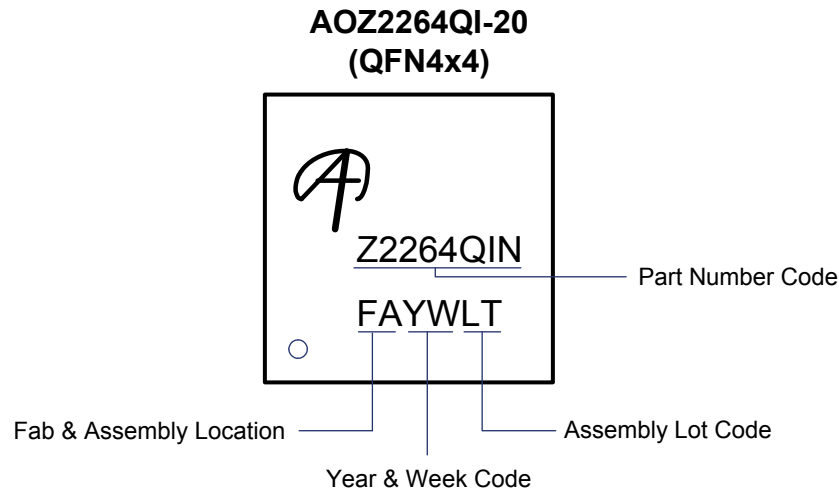 AOZ2264QI-20
(QFN4x4)
Z2264QIN
Part Number Code
FAYWLT
Fab & Assembly Location
Assembly Lot Code
Year & Week Code